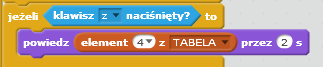 jeżeli klawisz z naciśnięty? to
powiedz element 4 z TABELA przez 2 s